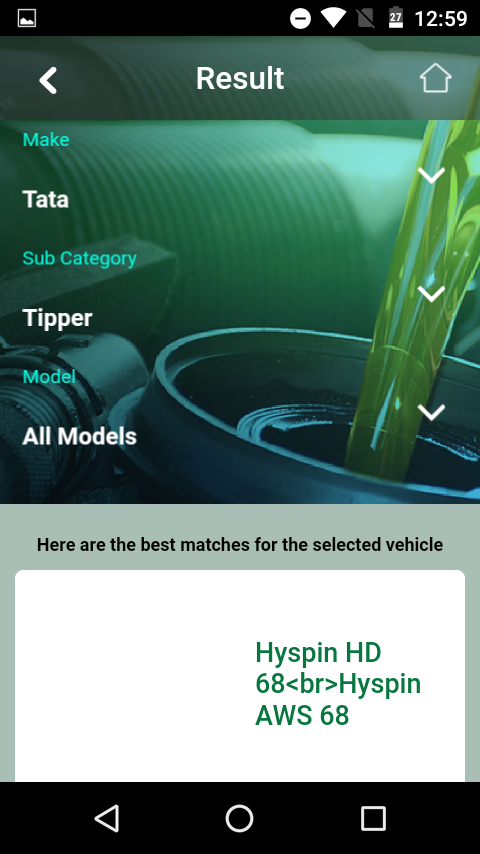 27 12:59
Result
Make
Tata
Sub Category
Tipper
Model
All Models
Here are the best matches for the selected vehicle
Hyspin HD
68<br>Hyspin
AWS 68